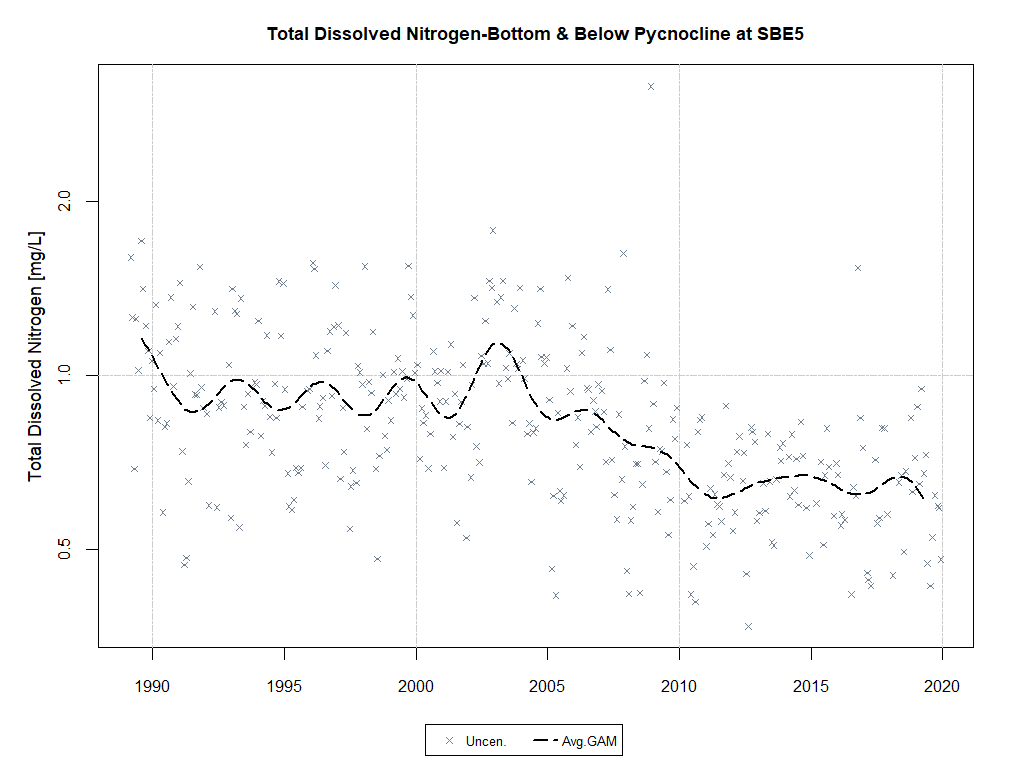 Total Dissolved Nitrogen-Bottom & Below Pycnocline at SBE5
Total Dissolved Nitrogen [mg/L]
2.0
1.0
0.5
1990 1995 2000 2005 2010 2015 2020
Uncen. Avg.GAM